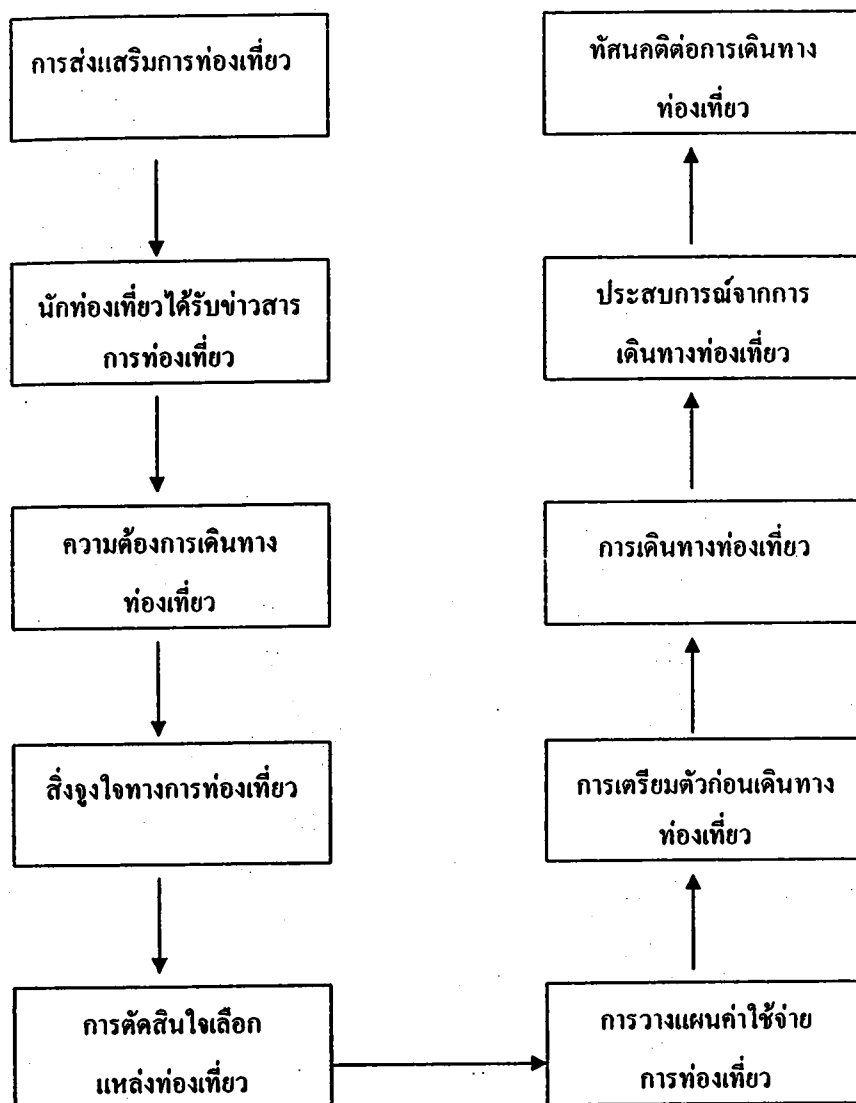 การส่งเสริมการท่องเที่ยว
นักท่องเที่ยวได้รับข่าวสาร
การท่องเที่ยว
ความต้องการเดินทาง
ท่องเที่ยว
สิ่งจูงใจทางการท่องเที่ยว
การตัดสินใจเลือก
แหล่งท่องเที่ยว
การวางแผนค่าใช้จ่าย
การท่องเที่ยว
การเตรียมตัวก่อนเดินทาง
ท่องเที่ยว
การเดินทางท่องเที่ยว
ประสบการณ์จากการ
เดินทางท่องเที่ยว
ทัสนคติต่อการเดินทาง
ท่องเที่ยว